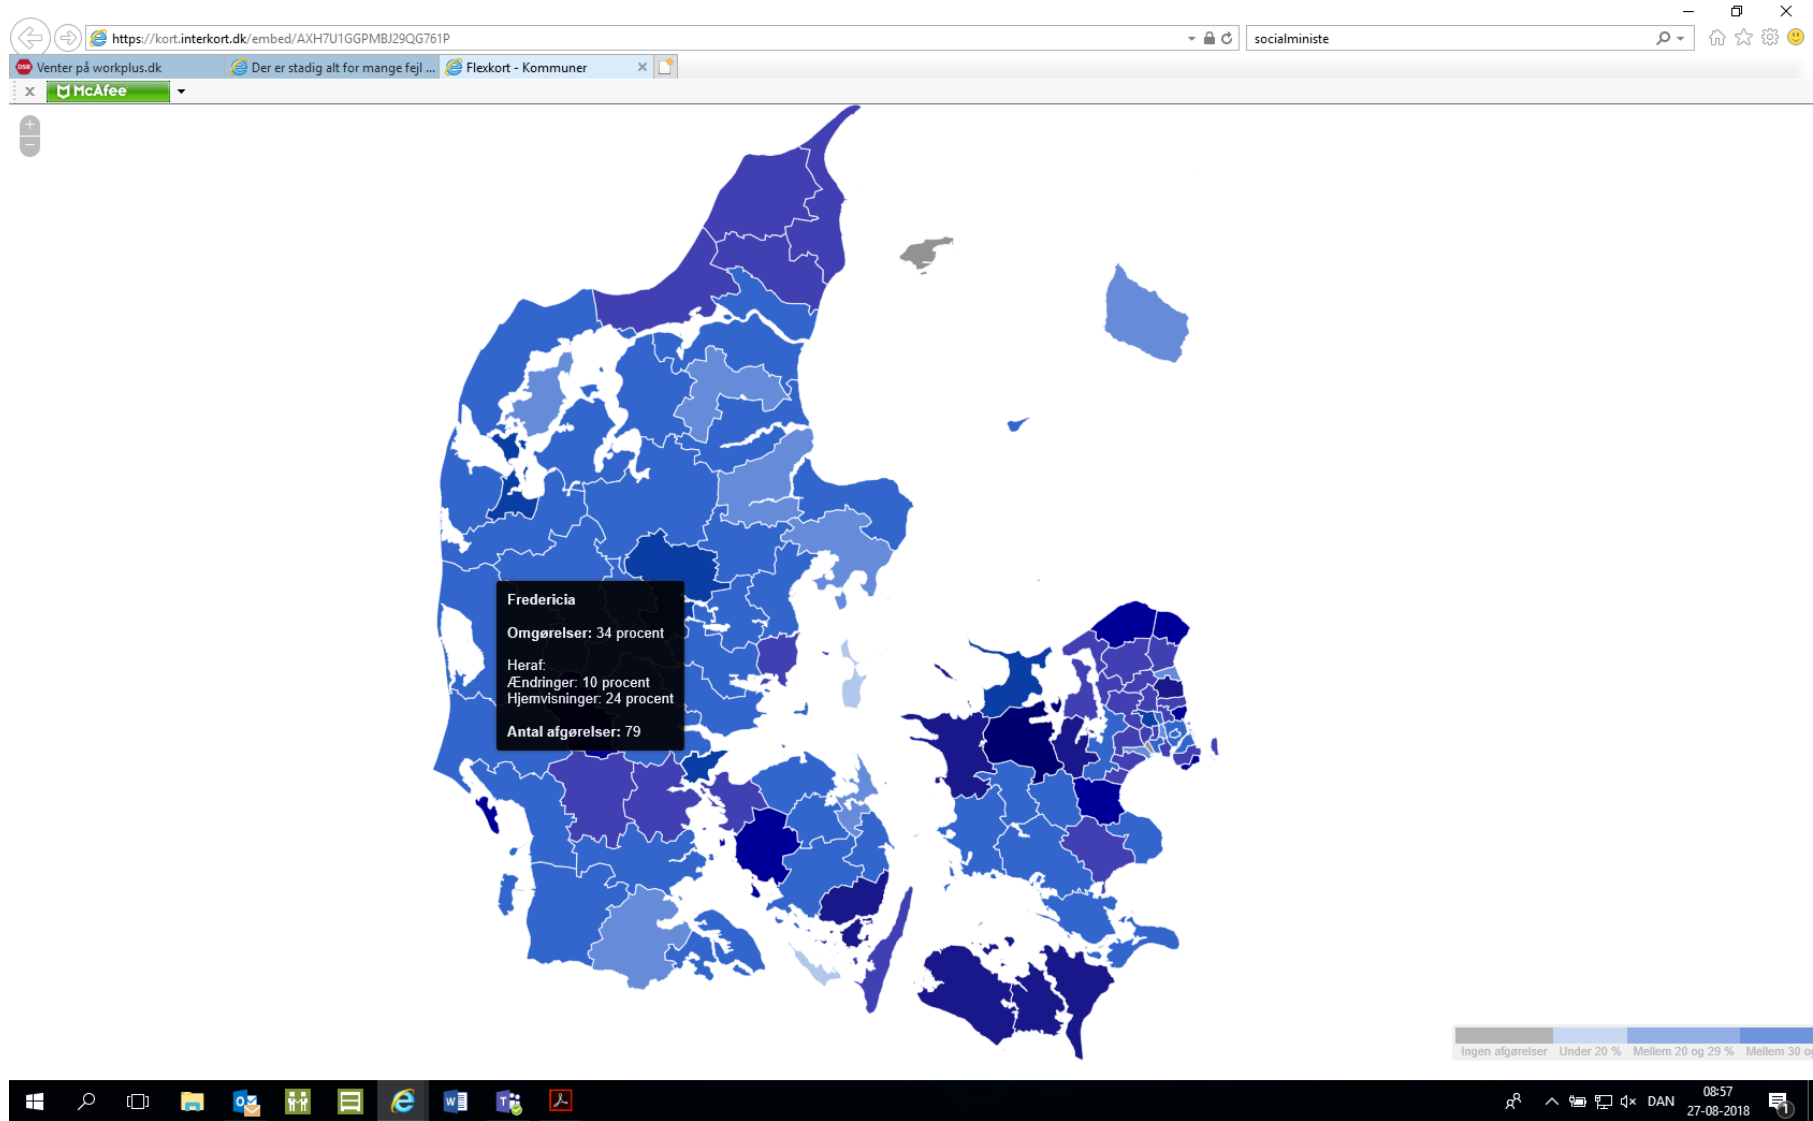 https://kort.interkort.dk/embed/AXH7U1GGPMBJ29QG761P
socialministe
Venter på workplus.dk
Der er stadig alt for mange fejl ...
Flexkort - Kommuner
McAfee
Fredericia
Omgørelser: 34 procent
Heraf:
Ændringer: 10 procent
Hjemvisninger: 24 procent
Antal afgørelser: 79
Ingen afgørelser Under 20 % Mellem 20 og 29 % Mellem 30 og
DAN
08:57
27-08-2018
1